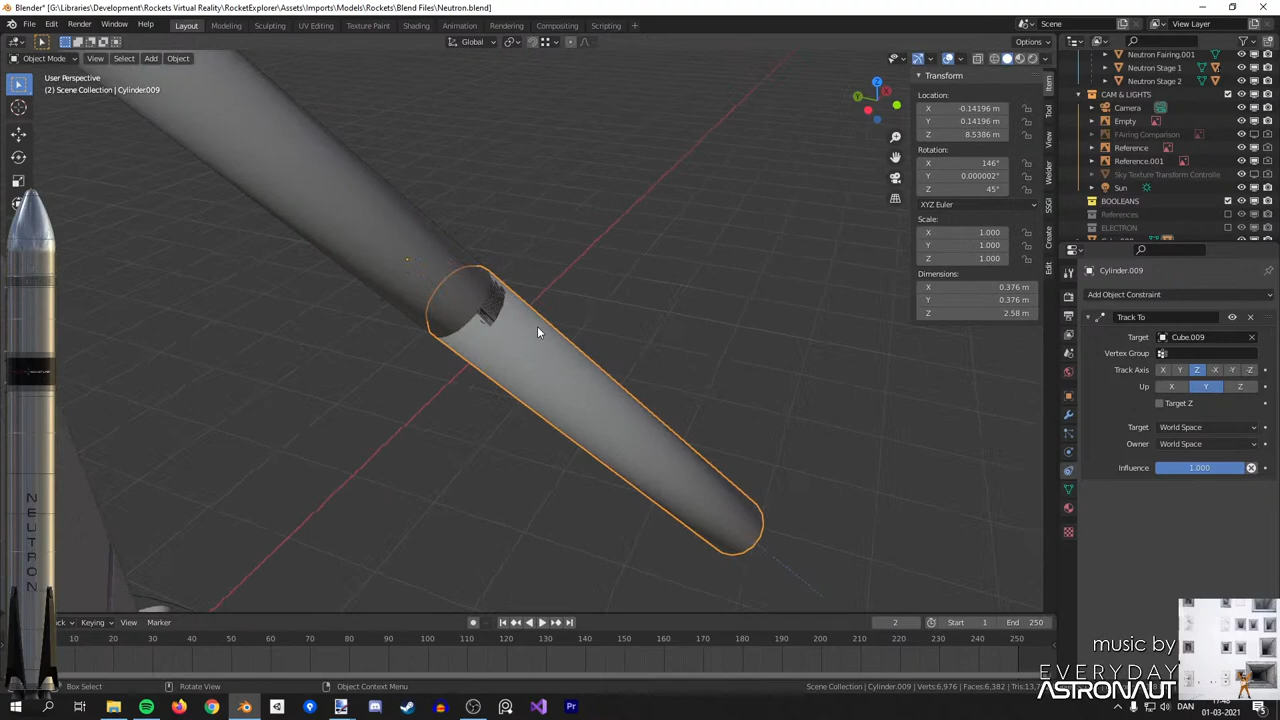 Blender* [G:\Libraries\Development\Rockets Virtual Reality\RocketExplorer\Assets\Imports\Models\Rockets\Blend Files\Neutron.blend]
File Edit Render Window Help Layout Modeling Sculpting UV Editing Texture Paint Shading Animation Rendering Compositing Scripting + Scene View Layer
Global Options
Object Mode View Select Add Object
User Perspective
(2) Scene Collection | Cylinder.009
Transform
Location:
X -0.14196 m
Y 0.14196 m
Z 8.5386 m
Rotation:
X 146°
Y 0.000002°
Z 45°
XYZ Euler
Scale:
X 1.000
Y 1.000
Z 1.000
Dimensions:
X 0.376 m
Y 0.376 m
Z 2.58 m
Item
Tool
View
SSGI
Create
Edit
Neutron Fairing.001
Neutron Stage 1
Neutron Stage 2
CAM & LIGHTS
Camera
Empty
FAiring Comparison
Reference
Reference.001
Sky Texture Transform Controlle
Sun
BOOLEANS
References
ELECTRON
Cylinder.009
Add Object Constraint
Track To
Target Cube.009
Vertex Group
Track Axis X Y Z -X -Y -Z
Up X Y Z
Target Z
Target World Space
Owner World Space
Influence 1.000
NEUTRON
Keying View Marker 2 Start 1 End 250
10 20 30 40 50 60 70 80 90 100 110 120 130 140 150 160 170 180 190 200 210 220 230 240 250
Box Select Rotate View Object Context Menu Scene Collection | Cylinder.009 | Verts:6,976 | Faces:6,382
music by
EVERYDAY
ASTRONAUT
DAN 17:48
01-03-2021